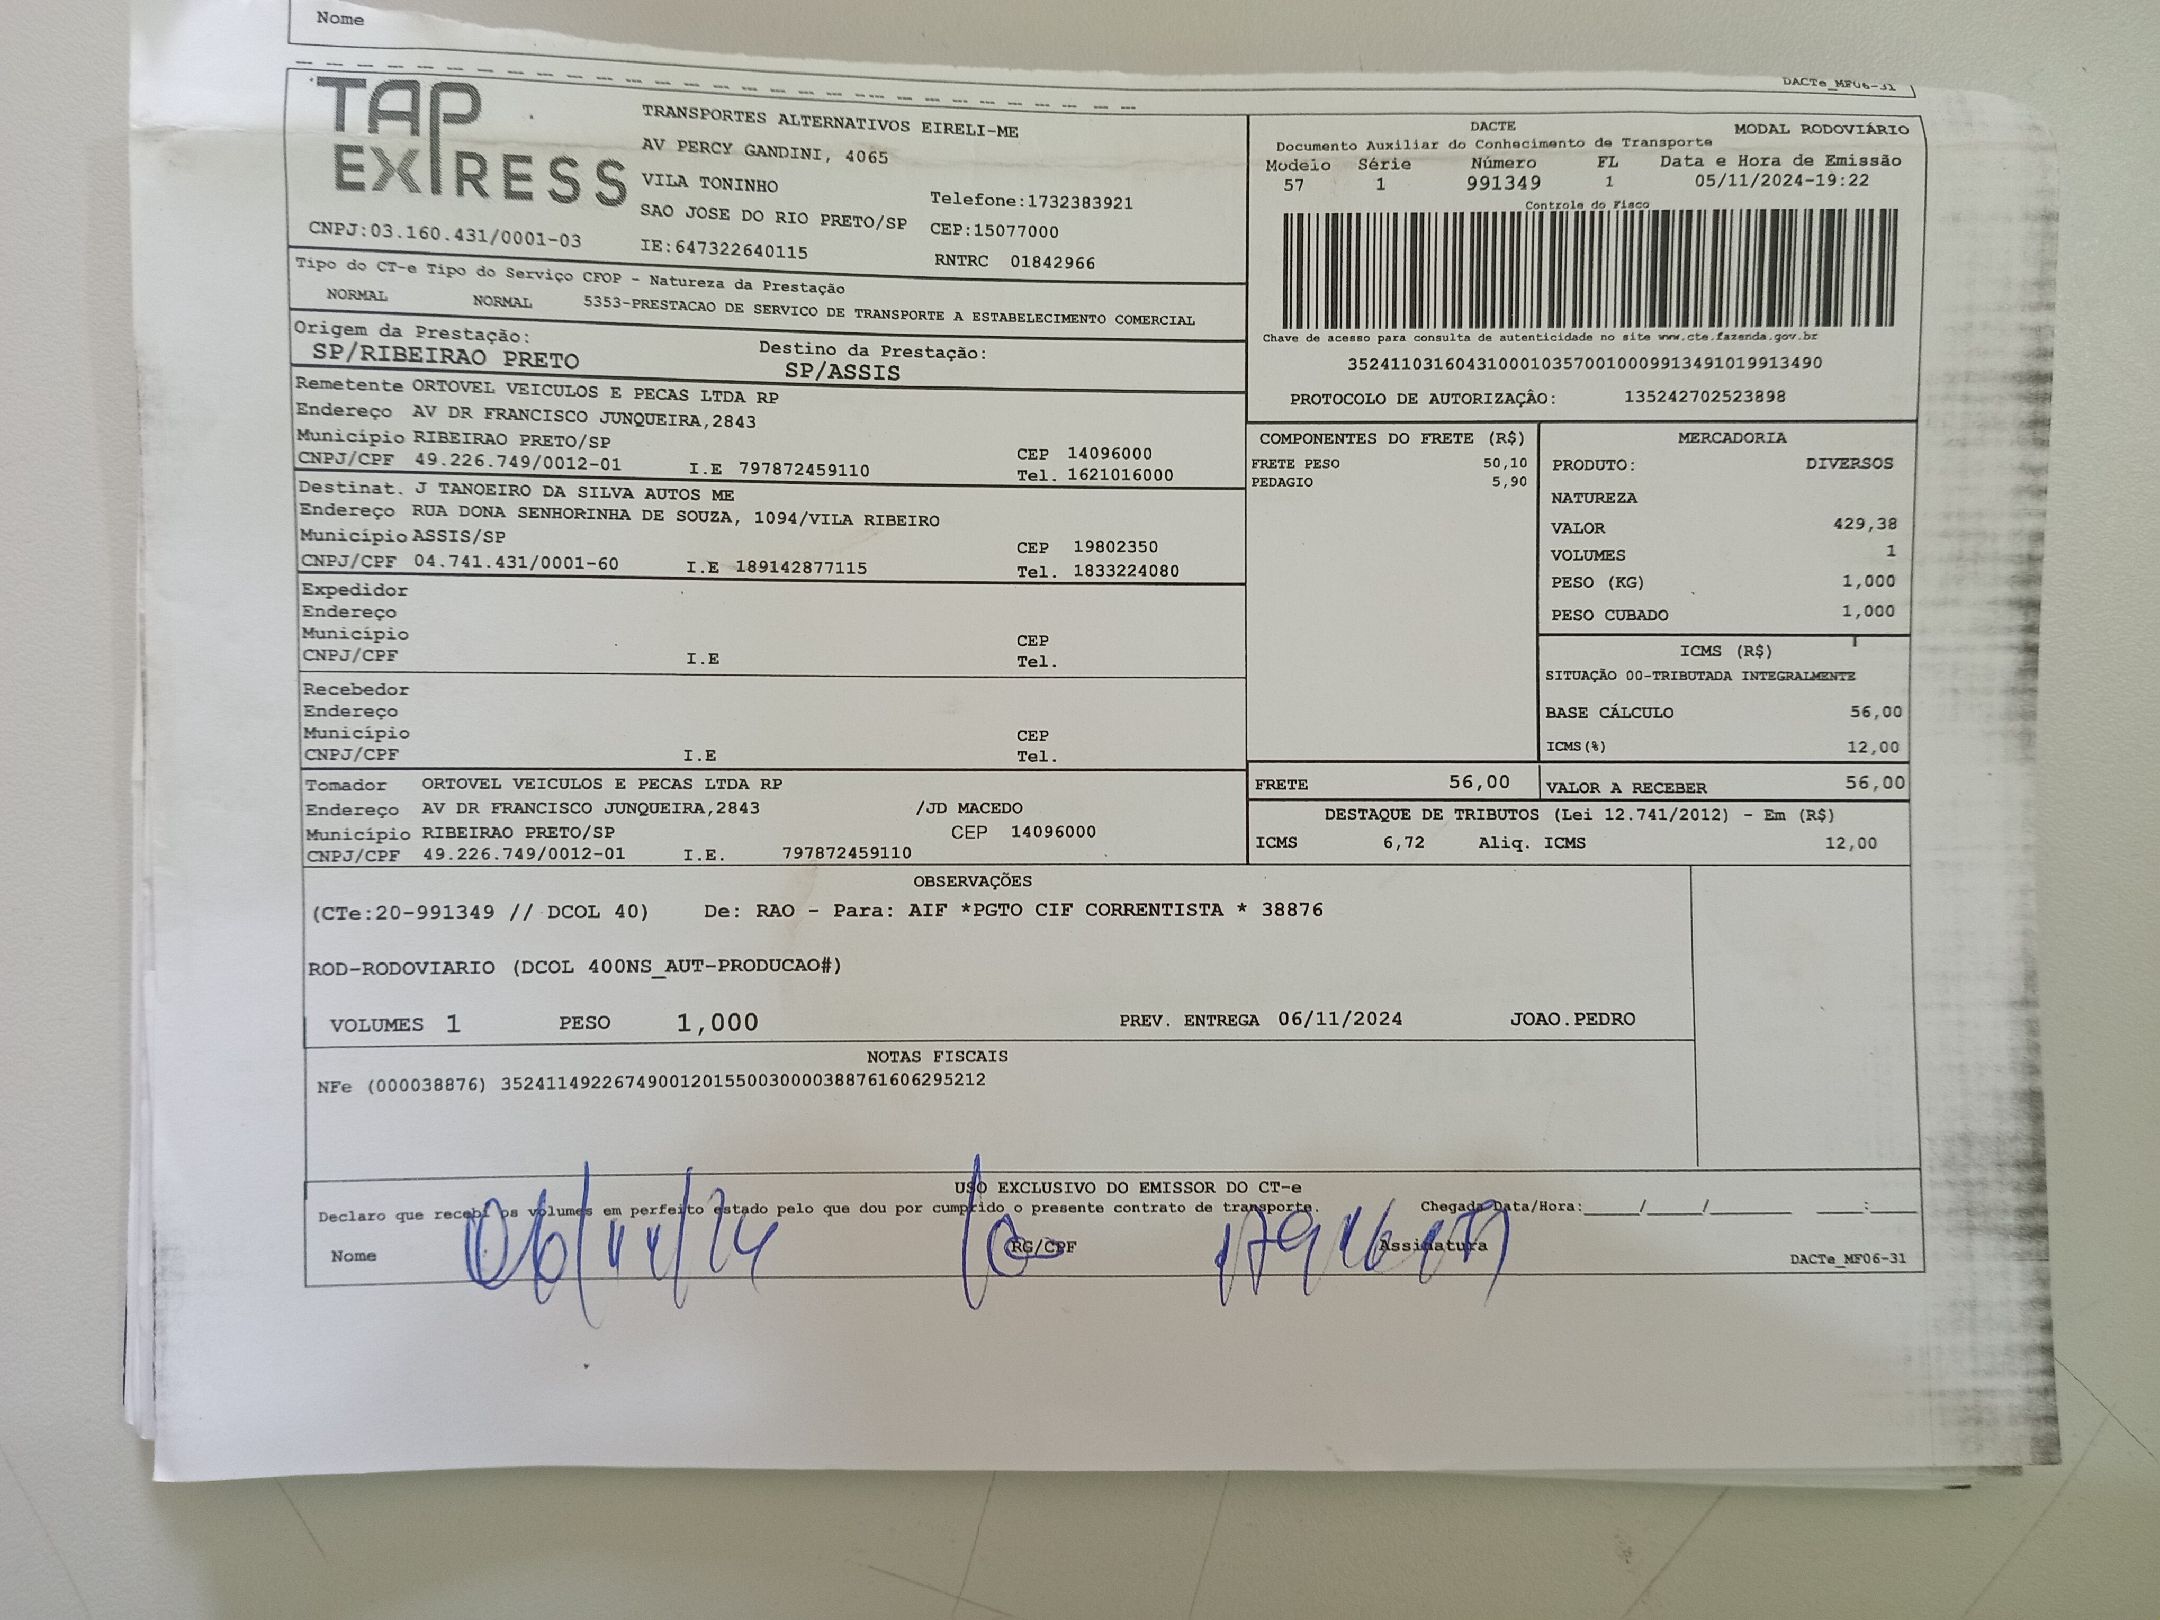 Nome
DACTe_MF06-31
TAP
EXPRESS
TRANSPORTES ALTERNATIVOS EIRELI-ME
AV PERCY GANDINI, 4065
VILA TONINHO
Telefone:1732383921
SAO JOSE DO RIO PRETO/SP
CEP:15077000
CNPJ:03.160.431/0001-03
IE:647322640115
RNTRC 01842966
DACTE
MODAL RODOVIÁRIO
Documento Auxiliar do Conhecimento de Transporte
Modelo Série Número FL Data e Hora de Emissão
57 1 991349 1 05/11/2024-19:22
Controle do Fisco
Chave de acesso para consulta de autenticidade no site www.cte.fazenda.gov.br
35241103160431000103570010009913491019913490
PROTOCOLO DE AUTORIZAÇÂO: 135242702523898
Tipo do CT-e Tipo do Serviço CFOP - Natureza da Prestação
NORMAL NORMAL 5353-PRESTACAO DE SERVICO DE TRANSPORTE A ESTABELECIMENTO COMERCIAL
Origem da Prestação:
SP/RIBEIRAO PRETO
Destino da Prestação:
SP/ASSIS
Remetente ORTOVEL VEICULOS E PECAS LTDA RP
Endereço AV DR FRANCISCO JUNQUEIRA,2843
Município RIBEIRAO PRETO/SP CEP 14096000
CNPJ/CPF 49.226.749/0012-01 I.E 797872459110 Tel. 1621016000
Destinat. J TANOEIRO DA SILVA AUTOS ME
Endereço RUA DONA SENHORINHA DE SOUZA, 1094/VILA RIBEIRO
Município ASSIS/SP CEP 19802350
CNPJ/CPF 04.741.431/0001-60 I.E 189142877115 Tel. 1833224080
Expedidor
Endereço
Município CEP
CNPJ/CPF I.E Tel.
Recebedor
Endereço
Município CEP
CNPJ/CPF I.E Tel.
Tomador ORTOVEL VEICULOS E PECAS LTDA RP
Endereço AV DR FRANCISCO JUNQUEIRA,2843 /JD MACEDO
Município RIBEIRAO PRETO/SP CEP 14096000
CNPJ/CPF 49.226.749/0012-01 I.E. 797872459110
COMPONENTES DO FRETE (R$)
FRETE PESO 50,10
PEDAGIO 5,90
MERCADORIA
PRODUTO: DIVERSOS
NATUREZA
VALOR 429,38
VOLUMES 1
PESO (KG) 1,000
PESO CUBADO 1,000
ICMS (R$)
SITUAÇÃO 00-TRIBUTADA INTEGRALMENTE
BASE CÁLCULO 56,00
ICMS(%) 12,00
FRETE 56,00 VALOR A RECEBER 56,00
DESTAQUE DE TRIBUTOS (Lei 12.741/2012) - Em (R$)
ICMS 6,72 Aliq. ICMS 12,00
OBSERVAÇÕES
(CTe:20-991349 // DCOL 40) De: RAO - Para: AIF *PGTO CIF CORRENTISTA * 38876
ROD-RODOVIARIO (DCOL 400NS_AUT-PRODUCAO#)
VOLUMES 1 PESO 1,000 PREV. ENTREGA 06/11/2024 JOAO.PEDRO
NOTAS FISCAIS
NFe (000038876) 35241149226749001201550030000388761606295212
USO EXCLUSIVO DO EMISSOR DO CT-e
Declaro que recebi os volumes em perfeito estado pelo que dou por cumprido o presente contrato de transporte. Chegada Data/Hora:_____/_____/_______ ____:____
Nome 06/11/24 RG/CPF Assinatura
DACTe_MF06-31